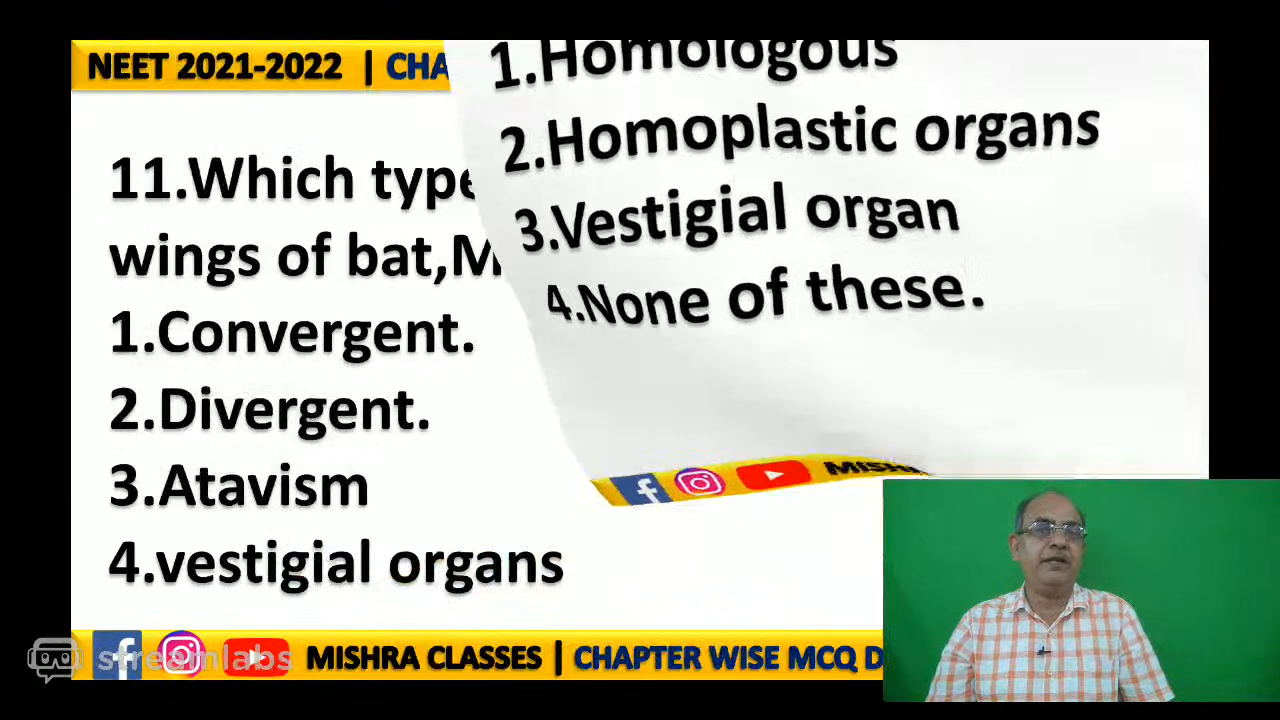 NEET 2021-2022 | CHA
1.Homologous
2.Homoplastic organs
3.Vestigial organ
4.None of these.
MISHR
11.Which type
wings of bat,M
1.Convergent.
2.Divergent.
3.Atavism
4.vestigial organs
streamlabs
MISHRA CLASSES | CHAPTER WISE MCQ D